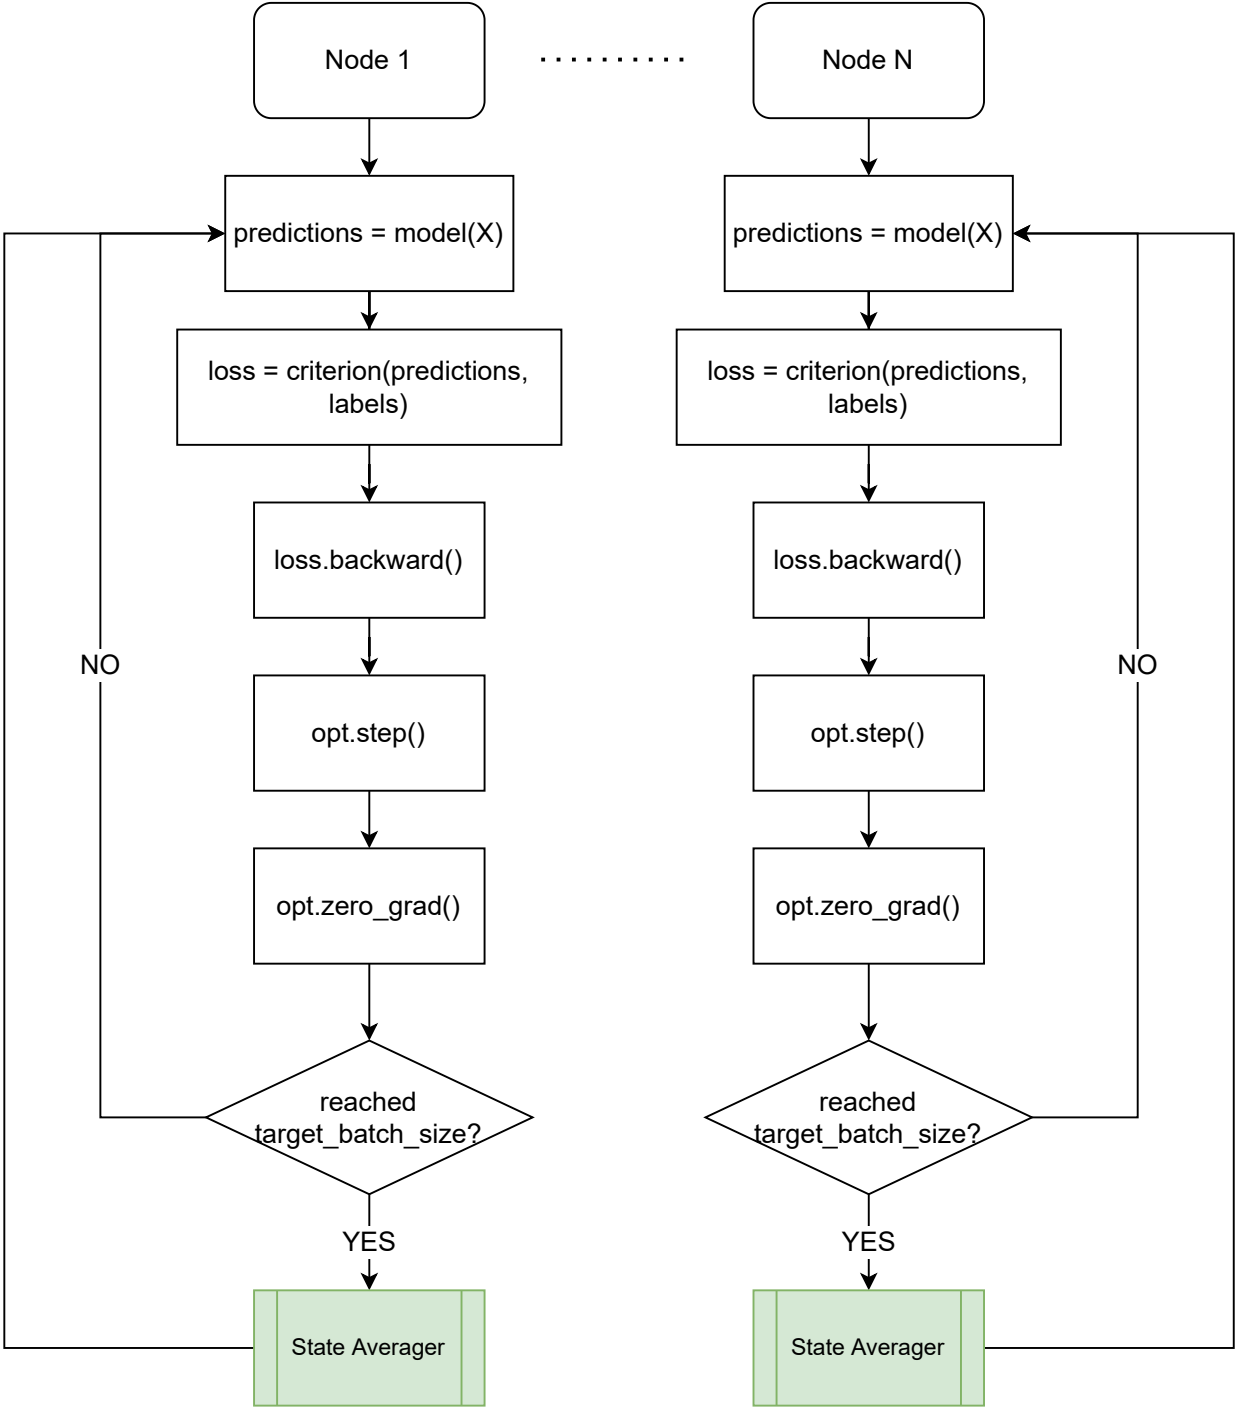 Node 1
predictions = model(X)
loss = criterion(predictions,
labels)
loss.backward()
opt.step()
opt.zero_grad()
reached
target_batch_size?
NO
YES
State Averager
Node N
predictions = model(X)
loss = criterion(predictions,
labels)
loss.backward()
opt.step()
opt.zero_grad()
reached
target_batch_size?
NO
YES
State Averager